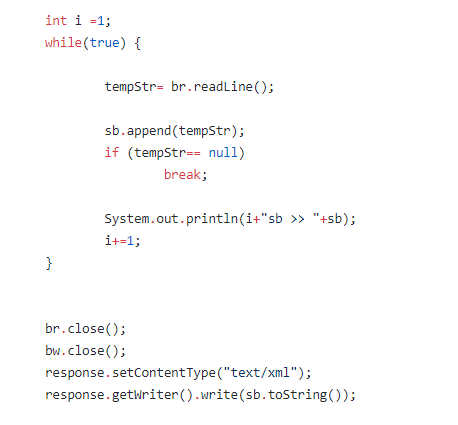 int i =1;
while(true) {
tempStr= br.readLine();
sb.append(tempStr);
if (tempStr== null)
break;
System.out.println(i+"sb >> "+sb);
i+=1;
}
br.close();
bw.close();
response.setContentType("text/xml");
response.getWriter().write(sb.toString());